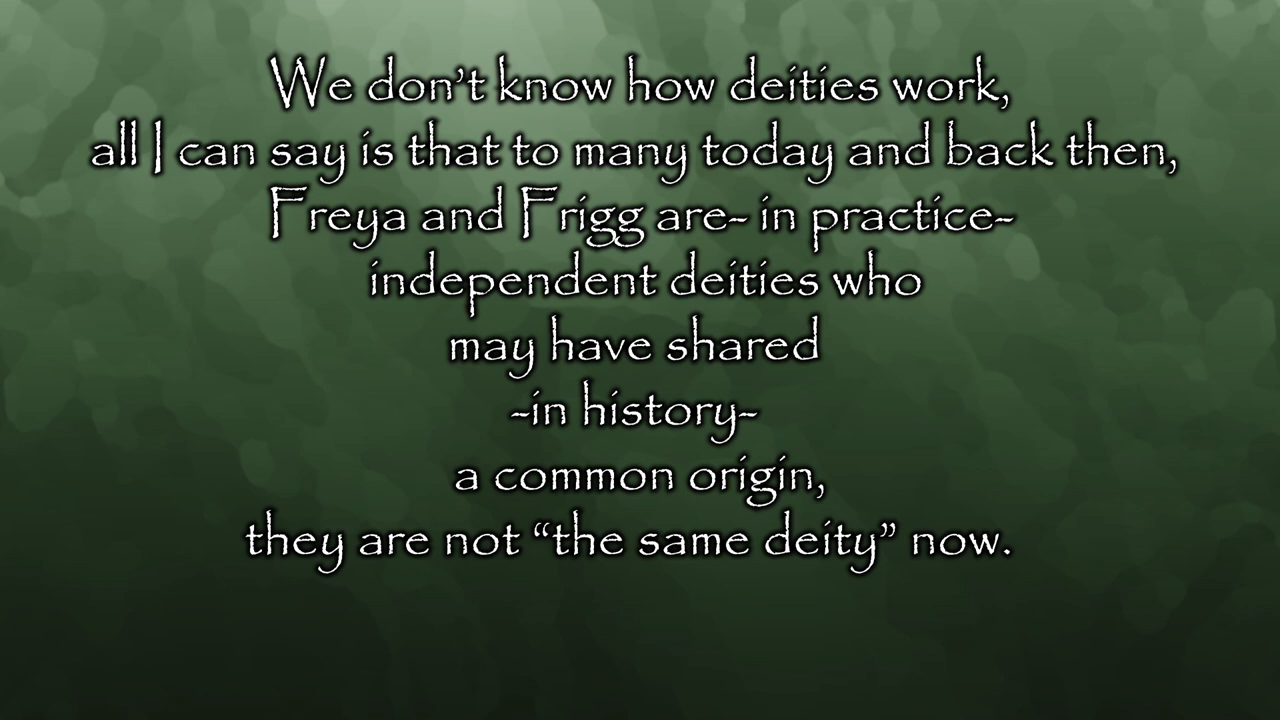 We don’t know how deities work,
all I can say is that to many today and back then,
Freya and Frigg are- in practice-
independent deities who
may have shared
-in history-
a common origin,
they are not “the same deity” now.